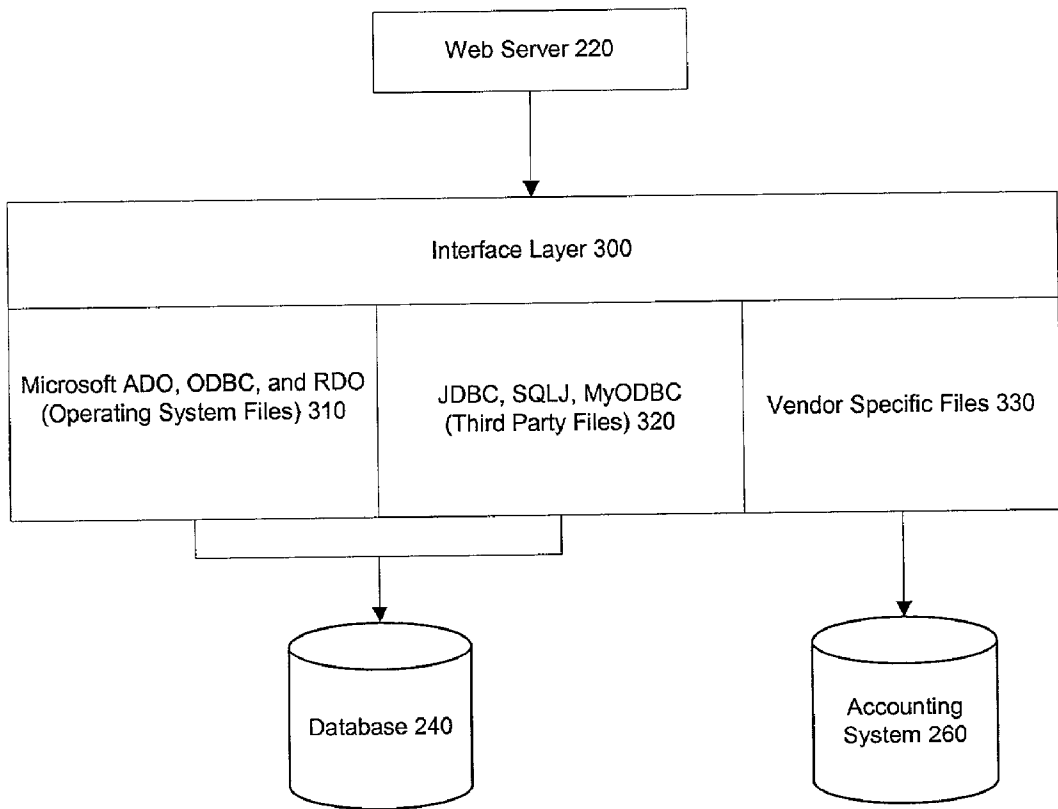 Web Server 220
Interface Layer 300
Microsoft ADO, ODBC, and RDO
(Operating System Files) 310
JDBC, SQLJ, MyODBC
(Third Party Files) 320
Vendor Specific Files 330
Database 240
Accounting
System 260